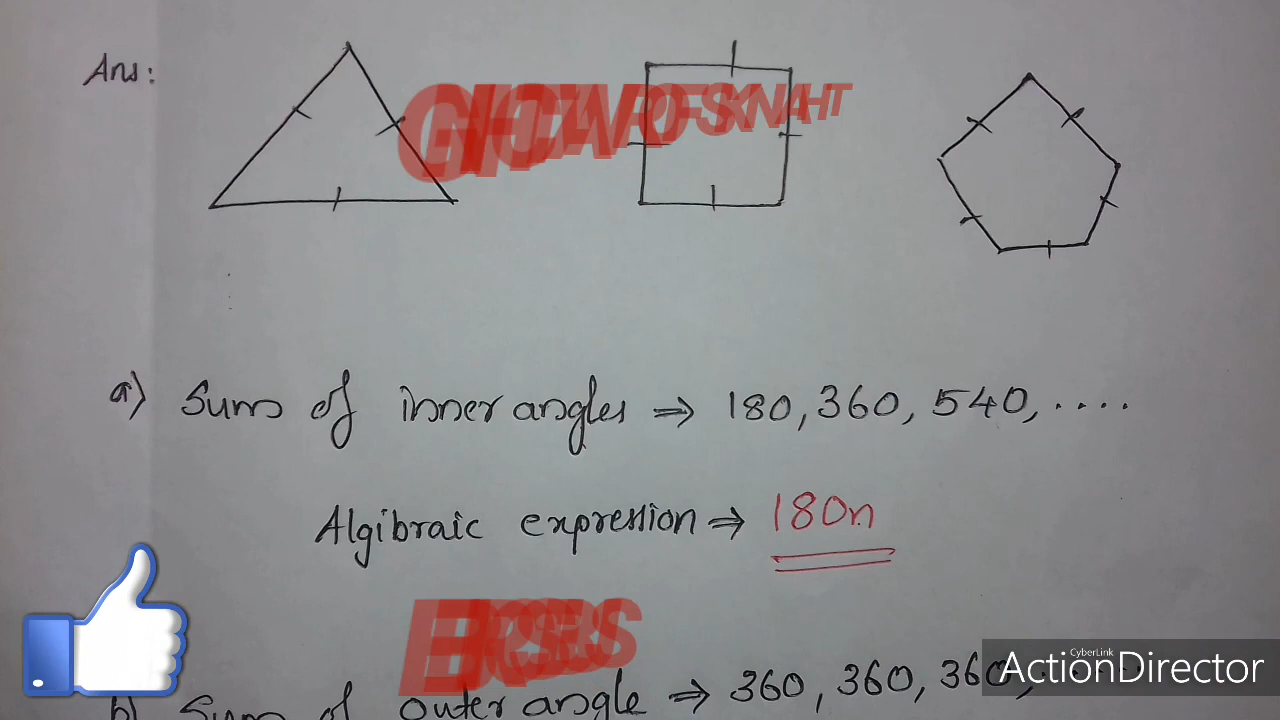 Ans:
a) Sum of inner angles ⇒ 180, 360, 540, ....
Algibraic expression ⇒ 180n
b) Sum of outer angle ⇒ 360, 360, 360,
CyberLink
ActionDirector